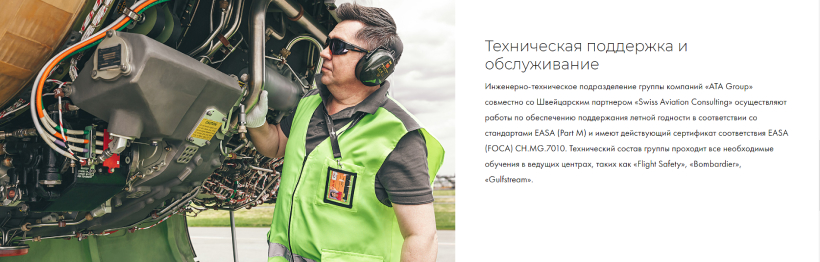 Техническая поддержка и
обслуживание
Инженерно-техническое подразделение группы компаний «ATA Group»
совместно со Швейцарским партнером «Swiss Aviation Consulting» осуществляют
работы по обеспечению поддержания летной годности в соответствии со
стандартами EASA (Part M) и имеют действующий сертификат соответствия EASA
(FOCA) CH.MG.7010. Технический состав группы проходит все необходимые
обучения в ведущих центрах, таких как «Flight Safety», «Bombardier»,
«Gulfstream».